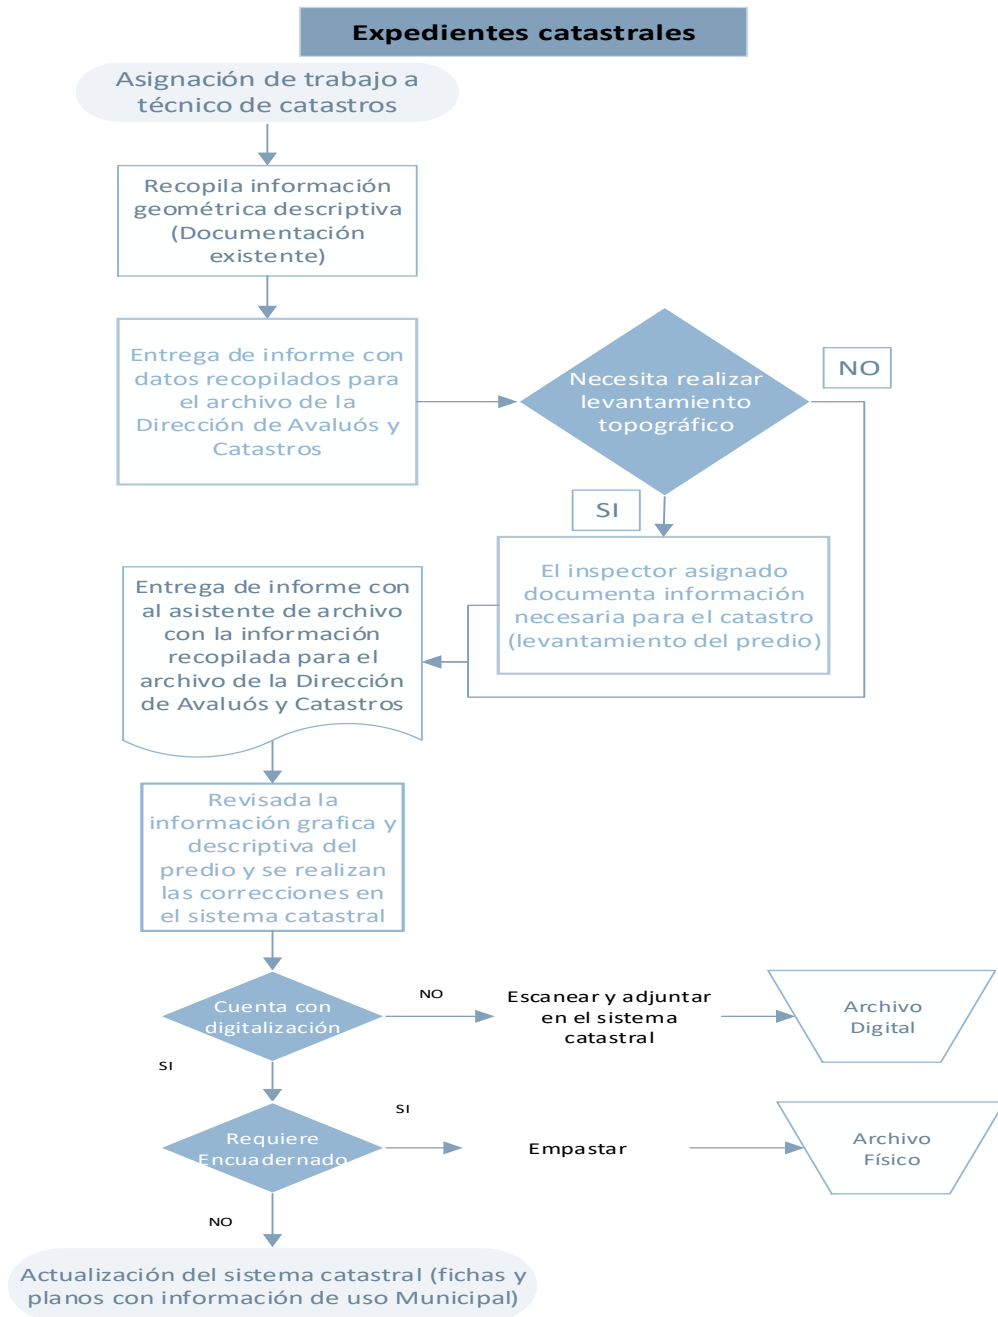 Expedientes catastrales
Asignación de trabajo a
técnico de catastros
Recopila información
geométrica descriptiva
(Documentación
existente)
Entrega de informe con
datos recopilados para
el archivo de la
Dirección de Avaluós y
Catastros
Necesita realizar
levantamiento
topográfico
NO
SI
El inspector asignado
documenta información
necesaria para el catastro
(levantamiento del predio)
Entrega de informe con
al asistente de archivo
con la información
recopilada para el
archivo de la Dirección
de Avaluós y Catastros
Revisada la
información grafica y
descriptiva del
predio y se realizan
las correcciones en
el sistema catastral
Cuenta con
digitalización
NO
Escanear y adjuntar
en el sistema
catastral
Archivo
Digital
SI
Requiere
Encuadernado
SI
Empastar
Archivo
Físico
NO
Actualización del sistema catastral (fichas y
planos con información de uso Municipal)